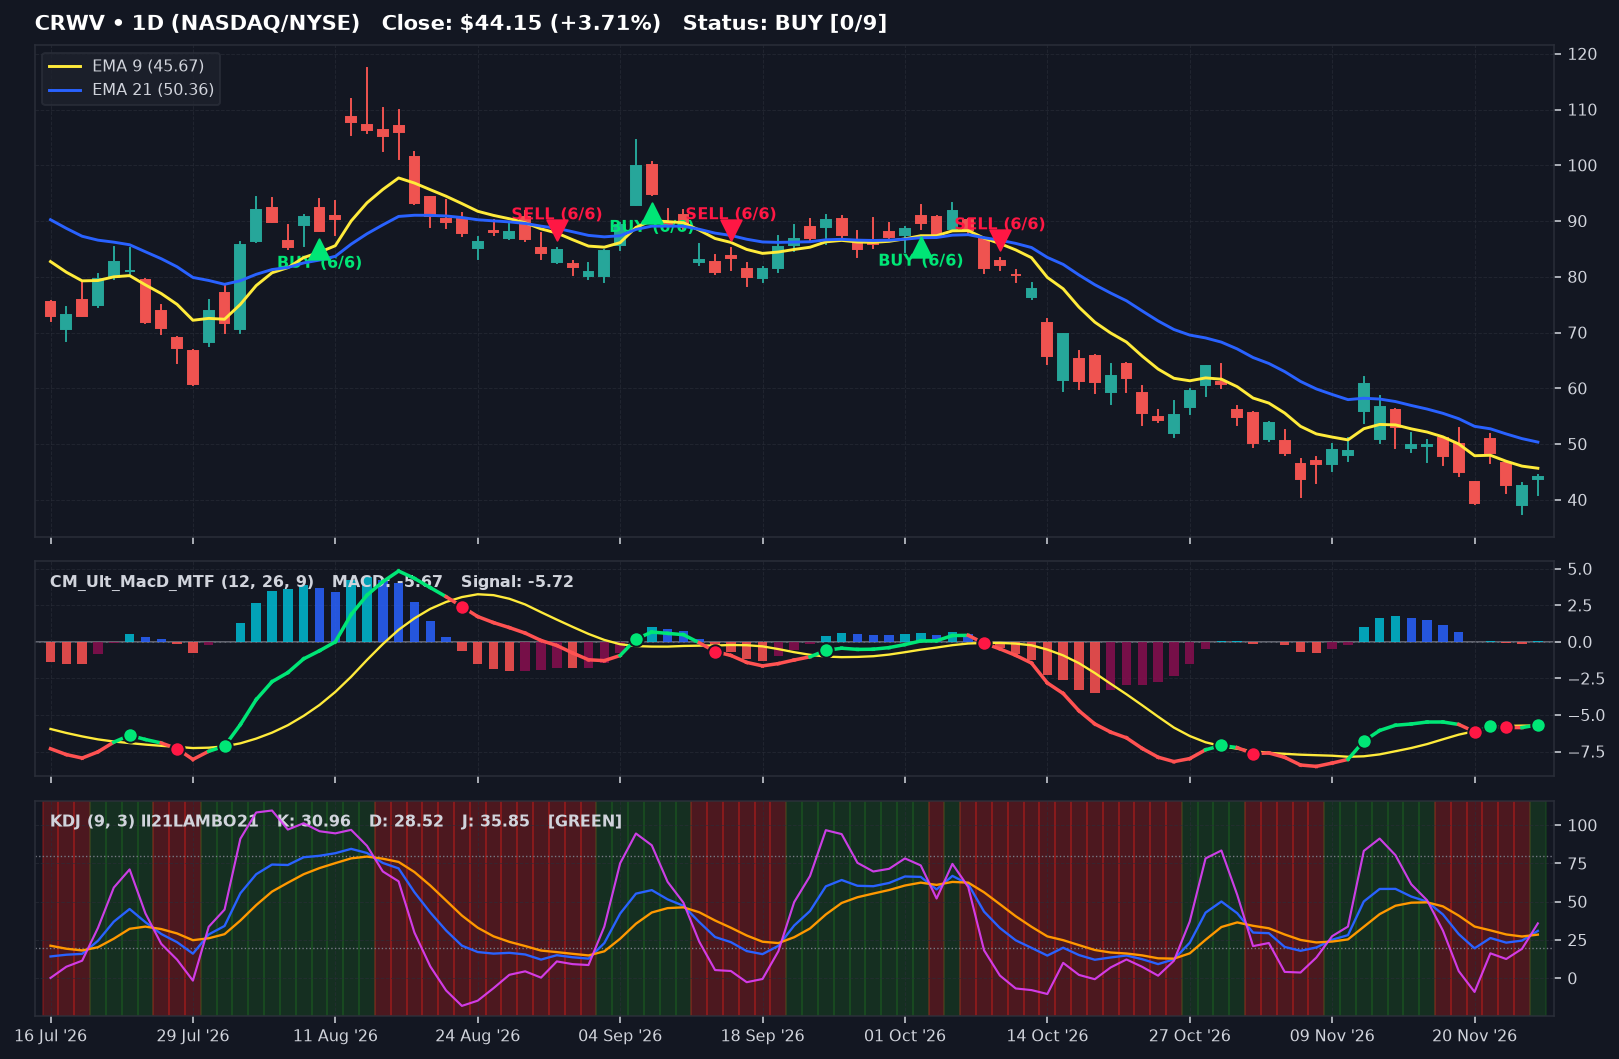 CRWV • 1D (NASDAQ/NYSE)   Close: $44.15 (+3.71%)   Status: BUY [0/9]
EMA 9 (45.67)
EMA 21 (50.36)
120
110
100
90
80
70
60
50
40
BUY (6/6)
SELL (6/6)
BUY (6/6)
SELL (6/6)
BUY (6/6)
SELL (6/6)
CM_Ult_MacD_MTF (12, 26, 9)   MACD: -5.67   Signal: -5.72
5.0
2.5
0.0
−2.5
−5.0
−7.5
KDJ (9, 3) II21LAMBO21   K: 30.96   D: 28.52   J: 35.85   [GREEN]
100
75
50
25
0
16 Jul '26
29 Jul '26
11 Aug '26
24 Aug '26
04 Sep '26
18 Sep '26
01 Oct '26
14 Oct '26
27 Oct '26
09 Nov '26
20 Nov '26